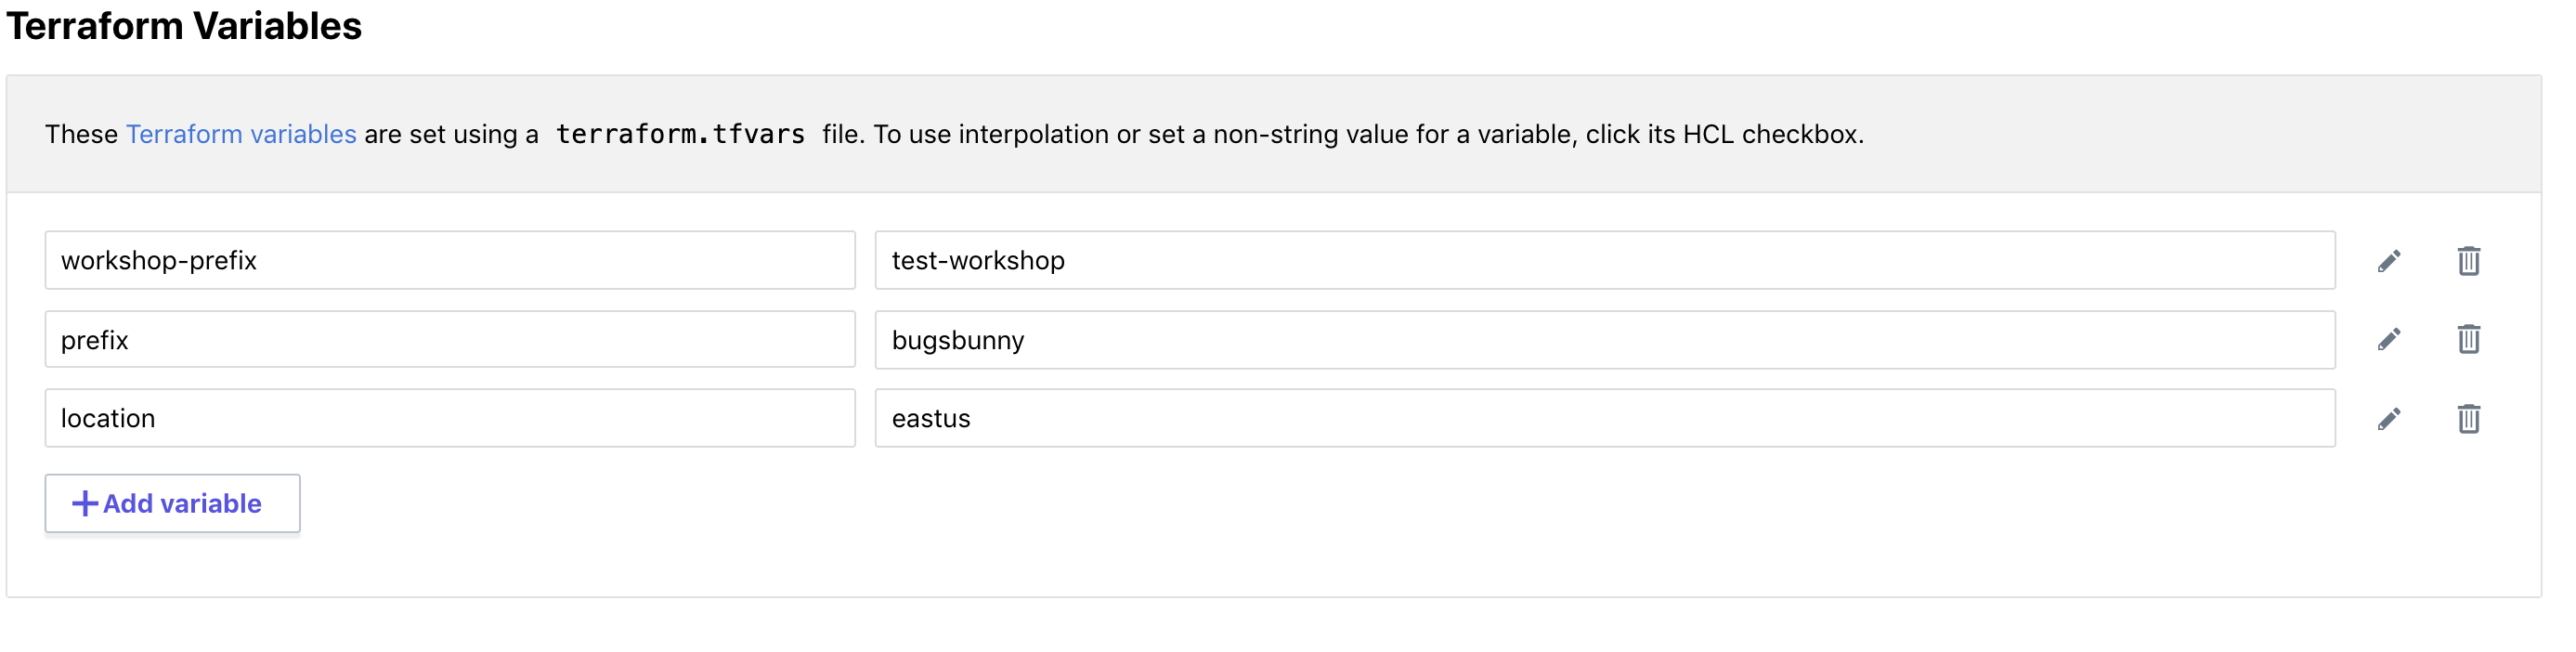 Terraform Variables
These Terraform variables are set using a terraform.tfvars file. To use interpolation or set a non-string value for a variable, click its HCL checkbox.
workshop-prefix test-workshop
prefix bugsbunny
location eastus
+Add variable